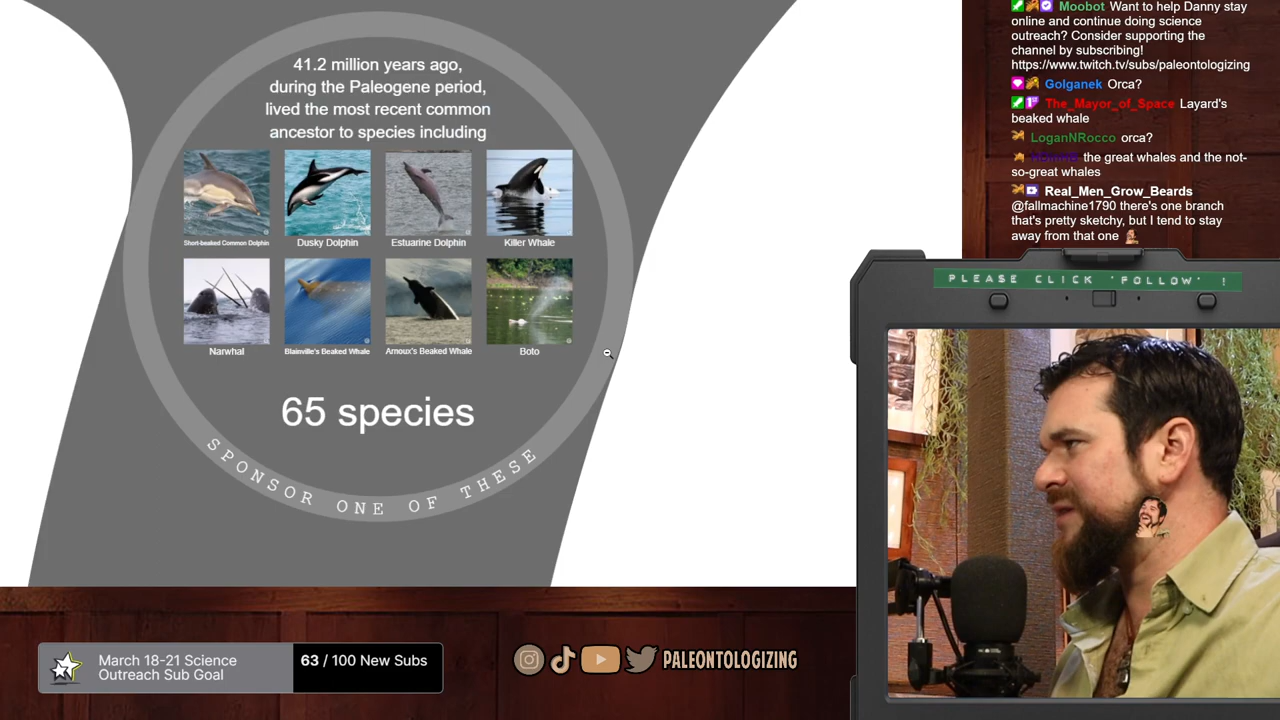 41.2 million years ago,
during the Paleogene period,
lived the most recent common
ancestor to species including
Short-beaked Common Dolphin
Dusky Dolphin
Estuarine Dolphin
Killer Whale
Narwhal
Blainville's Beaked Whale
Arnoux's Beaked Whale
Boto
65 species
SPONSOR ONE OF THESE
Moobot Want to help Danny stay
online and continue doing science
outreach? Consider supporting the
channel by subscribing!
https://www.twitch.tv/subs/paleontologizing
Golganek Orca?
The_Mayor_of_Space Layard's
beaked whale
LoganNRocco orca?
the great whales and the not-
so-great whales
Real_Men_Grow_Beards
@fallmachine1790 there's one branch
that's pretty sketchy, but I tend to stay
away from that one
PLEASE CLICK 'FOLLOW' !
March 18-21 Science
Outreach Sub Goal
63 / 100 New Subs
PALEONTOLOGIZING